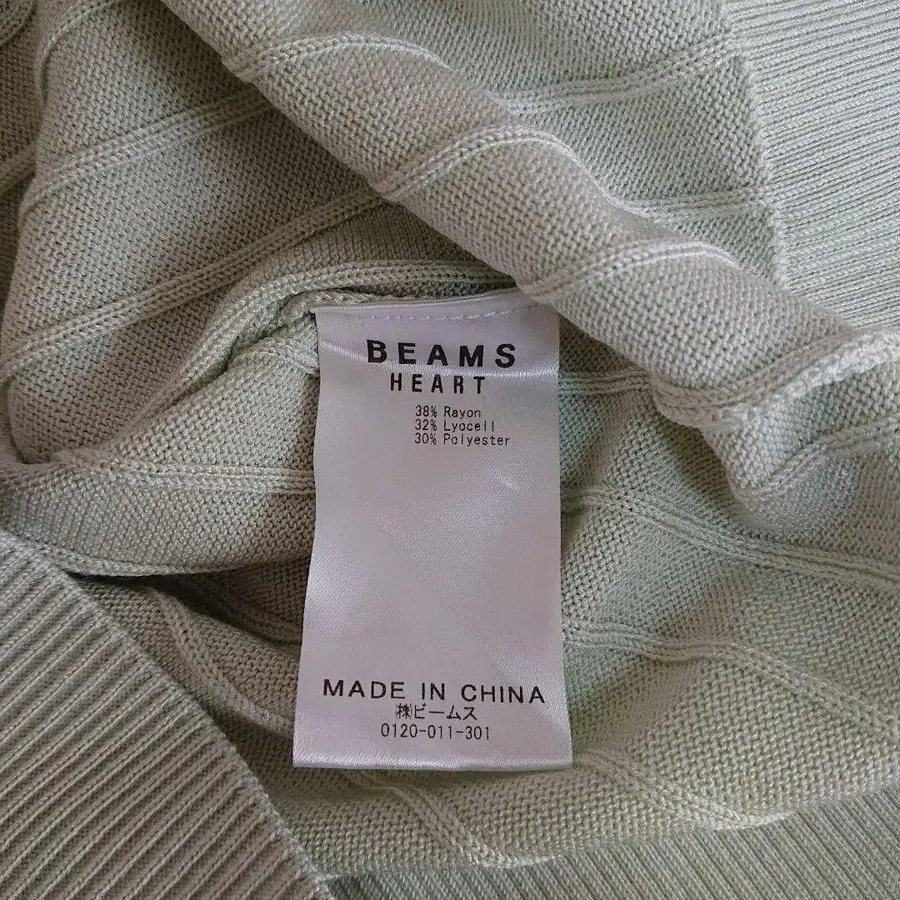 BEAMS
HEART
38% Rayon
32% Lyocell
30% Polyester
MADE IN CHINA
㈱ビームス
0120-011-301